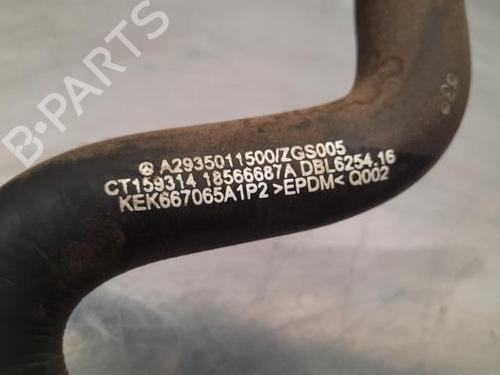 A2935011500/ZGS005
CT159314 18566687A DBL6254.16
KEK667065A1P2 >EPDM< Q002
B-PARTS